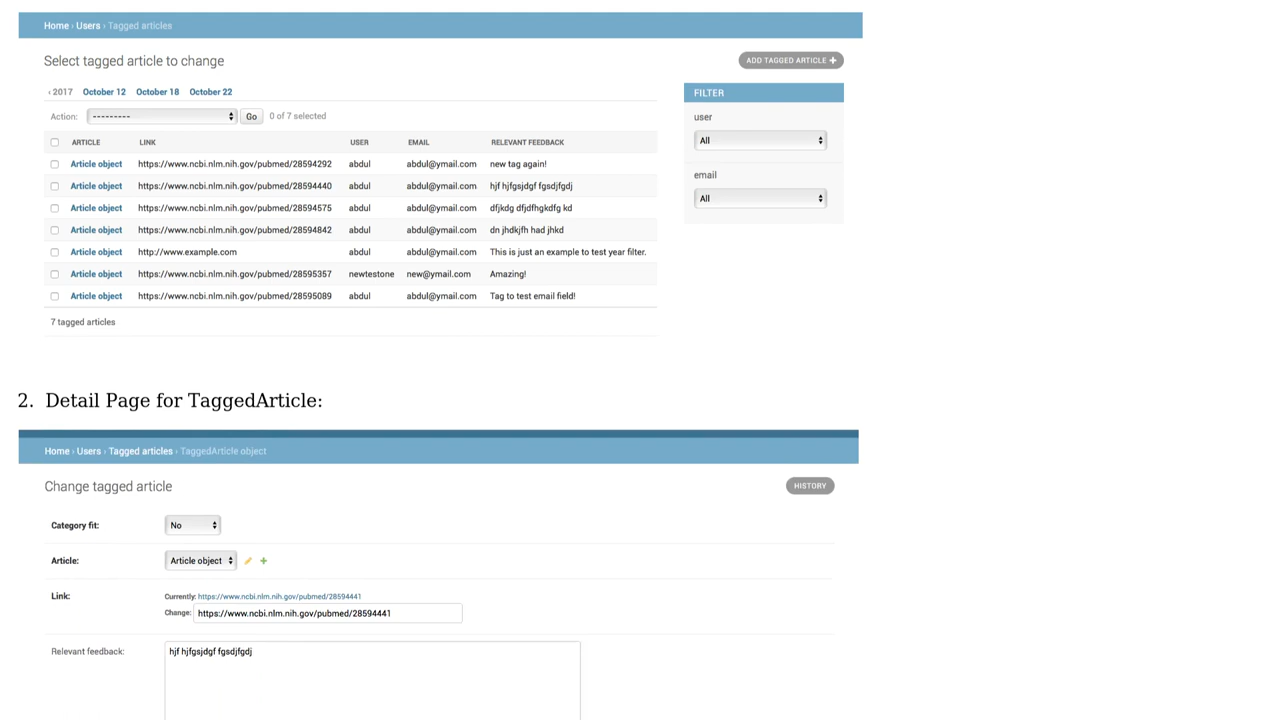 Home › Users › Tagged articles
Select tagged article to change
ADD TAGGED ARTICLE +
‹ 2017 October 12 October 18 October 22
FILTER
Action: --------- Go 0 of 7 selected
user
All
ARTICLE LINK USER EMAIL RELEVANT FEEDBACK
Article object https://www.ncbi.nlm.nih.gov/pubmed/28594292 abdul abdul@ymail.com new tag again!
email
Article object https://www.ncbi.nlm.nih.gov/pubmed/28594440 abdul abdul@ymail.com hjf hjfgsjdgf fgsdjfgdj
All
Article object https://www.ncbi.nlm.nih.gov/pubmed/28594575 abdul abdul@ymail.com dfjkdg dfjdfhgkdfg kd
Article object https://www.ncbi.nlm.nih.gov/pubmed/28594842 abdul abdul@ymail.com dn jhdkjfh had jhkd
Article object http://www.example.com abdul abdul@ymail.com This is just an example to test year filter.
Article object https://www.ncbi.nlm.nih.gov/pubmed/28595357 newtestone new@ymail.com Amazing!
Article object https://www.ncbi.nlm.nih.gov/pubmed/28595089 abdul abdul@ymail.com Tag to test email field!
7 tagged articles
2. Detail Page for TaggedArticle:
Home › Users › Tagged articles › TaggedArticle object
Change tagged article
HISTORY
Category fit: No
Article: Article object
Link: Currently: https://www.ncbi.nlm.nih.gov/pubmed/28594441
Change: https://www.ncbi.nlm.nih.gov/pubmed/28594441
Relevant feedback: hjf hjfgsjdgf fgsdjfgdj